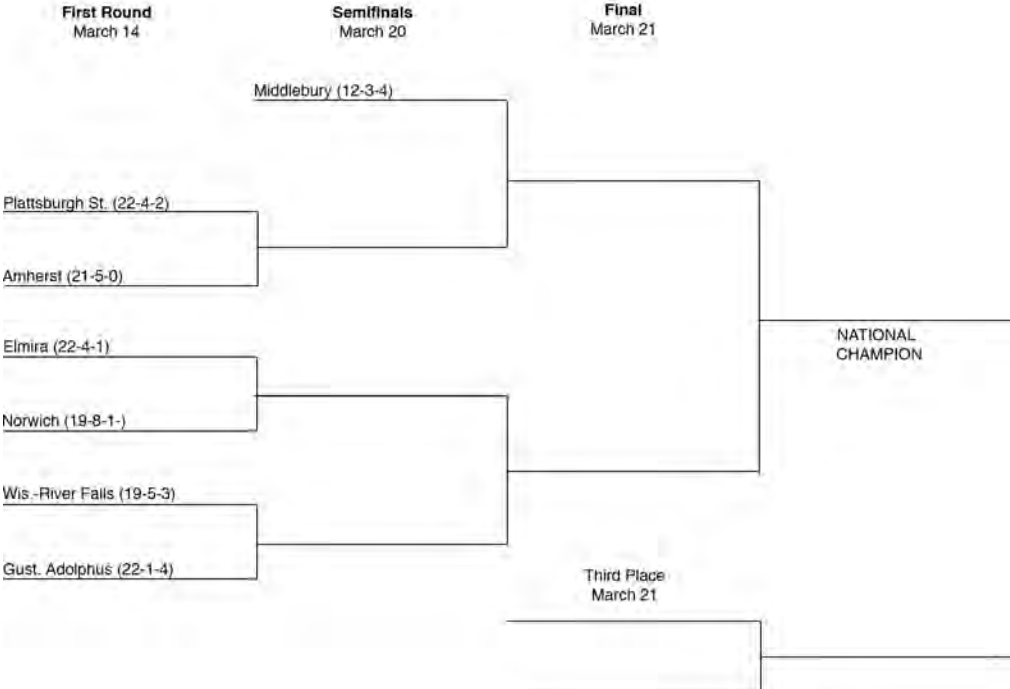 First Round
March 14
Semifinals
March 20
Final
March 21
Middlebury (12-3-4)
Plattsburgh St. (22-4-2)
Amherst (21-5-0)
Elmira (22-4-1)
Norwich (19-8-1-)
Wis.-River Falls (19-5-3)
Gust. Adolphus (22-1-4)
NATIONAL
CHAMPION
Third Place
March 21